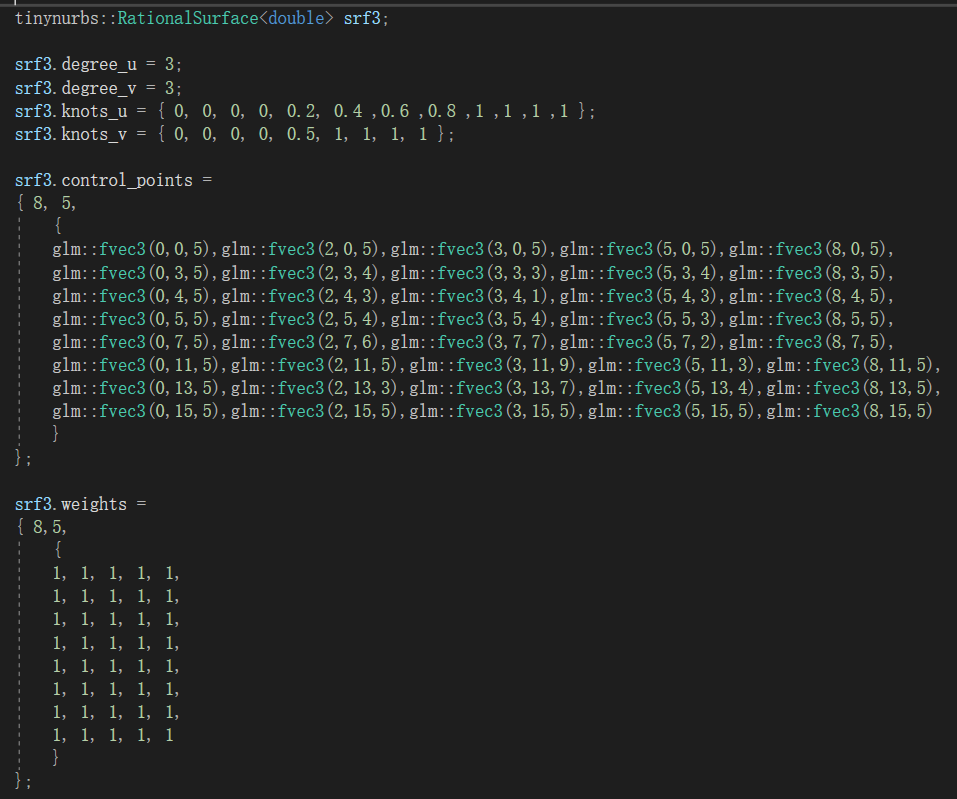 tinynurbs::RationalSurface<double> srf3;
srf3.degree_u = 3;
srf3.degree_v = 3;
srf3.knots_u = { 0, 0, 0, 0, 0.2, 0.4 ,0.6 ,0.8 ,1 ,1 ,1 ,1 };
srf3.knots_v = { 0, 0, 0, 0, 0.5, 1, 1, 1, 1 };
srf3.control_points =
{ 8, 5,
{
glm::fvec3(0,0,5),glm::fvec3(2,0,5),glm::fvec3(3,0,5),glm::fvec3(5,0,5),glm::fvec3(8,0,5),
glm::fvec3(0,3,5),glm::fvec3(2,3,4),glm::fvec3(3,3,3),glm::fvec3(5,3,4),glm::fvec3(8,3,5),
glm::fvec3(0,4,5),glm::fvec3(2,4,3),glm::fvec3(3,4,1),glm::fvec3(5,4,3),glm::fvec3(8,4,5),
glm::fvec3(0,5,5),glm::fvec3(2,5,4),glm::fvec3(3,5,4),glm::fvec3(5,5,3),glm::fvec3(8,5,5),
glm::fvec3(0,7,5),glm::fvec3(2,7,6),glm::fvec3(3,7,7),glm::fvec3(5,7,2),glm::fvec3(8,7,5),
glm::fvec3(0,11,5),glm::fvec3(2,11,5),glm::fvec3(3,11,9),glm::fvec3(5,11,3),glm::fvec3(8,11,5),
glm::fvec3(0,13,5),glm::fvec3(2,13,3),glm::fvec3(3,13,7),glm::fvec3(5,13,4),glm::fvec3(8,13,5),
glm::fvec3(0,15,5),glm::fvec3(2,15,5),glm::fvec3(3,15,5),glm::fvec3(5,15,5),glm::fvec3(8,15,5)
}
};
srf3.weights =
{ 8,5,
{
1, 1, 1, 1, 1,
1, 1, 1, 1, 1,
1, 1, 1, 1, 1,
1, 1, 1, 1, 1,
1, 1, 1, 1, 1,
1, 1, 1, 1, 1,
1, 1, 1, 1, 1,
1, 1, 1, 1, 1
}
};